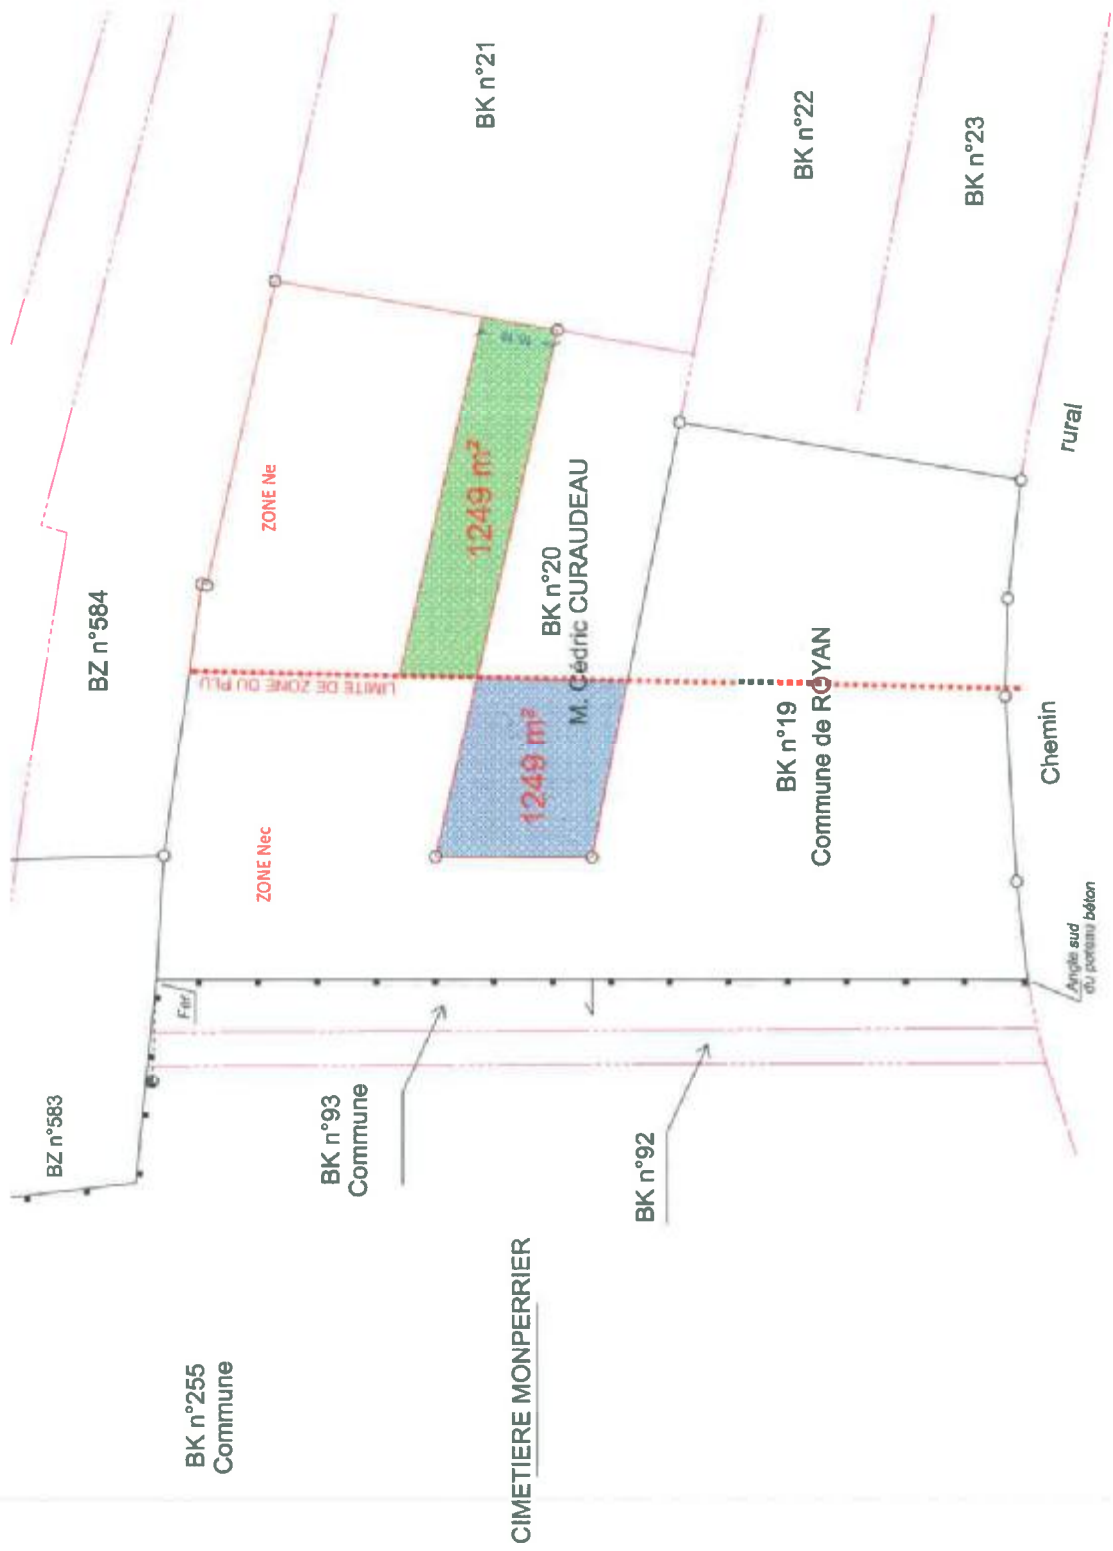 BK n°21
BK n°22
BK n°23
rural
ZONE Ne
1249 m²
BK n°20
M. Cédric CURAUDEAU
BZ n°584
LIMITE DE ZONE DU PLU
1249 m²
BK n°19
Commune de ROYAN
Chemin
ZONE Nec
Angle sud
du poteau béton
Fer
BZ n°583
BK n°93
Commune
BK n°92
BK n°255
Commune
CIMETIERE MONPERRIER